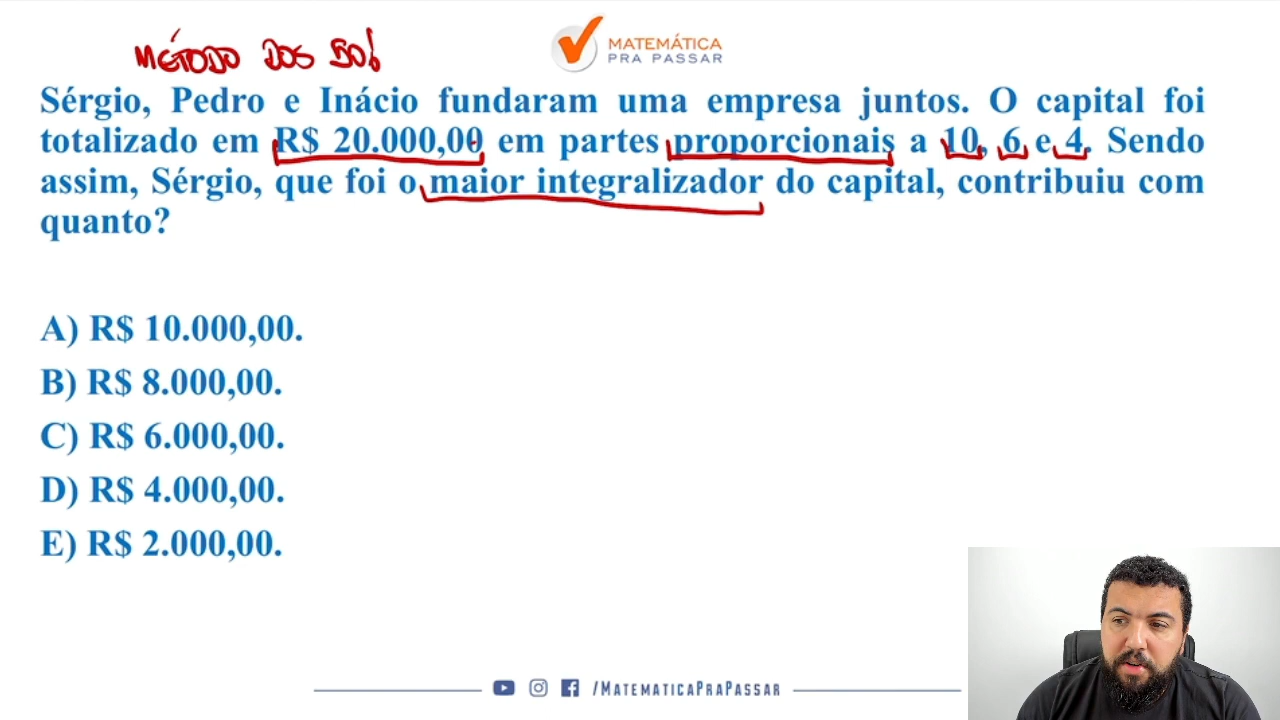 MÉTODO DOS 50!
MATEMÁTICA
PRA PASSAR
Sérgio, Pedro e Inácio fundaram uma empresa juntos. O capital foi
totalizado em R$ 20.000,00 em partes proporcionais a 10, 6 e 4. Sendo
assim, Sérgio, que foi o maior integralizador do capital, contribuiu com
quanto?
A) R$ 10.000,00.
B) R$ 8.000,00.
C) R$ 6.000,00.
D) R$ 4.000,00.
E) R$ 2.000,00.
/MATEMATICAPRAPASSAR